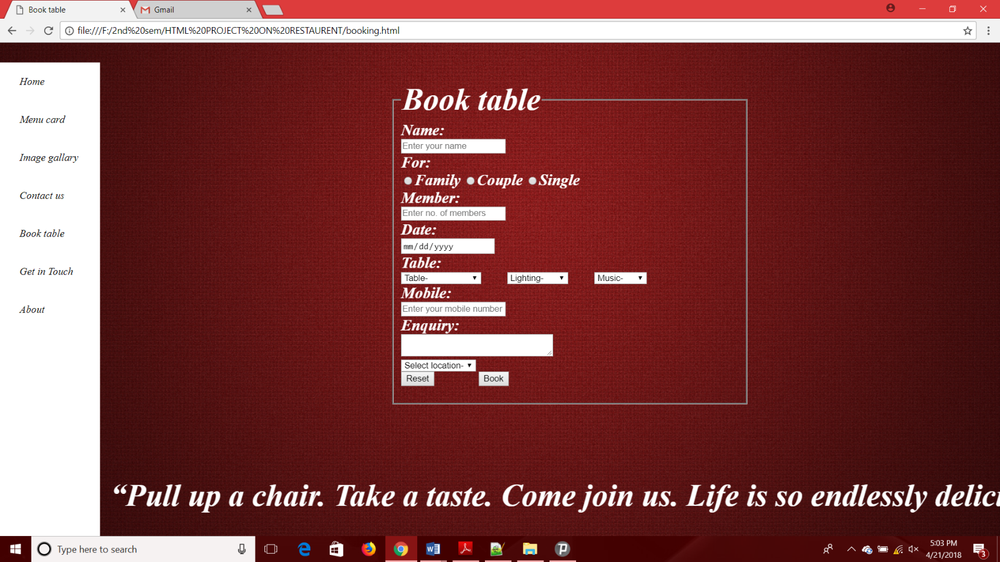 Book table
Gmail
file:///F:/2nd%20sem/HTML%20PROJECT%20ON%20RESTAURENT/booking.html
Home
Menu card
Image gallary
Contact us
Book table
Get in Touch
About
Book table
Name:
Enter your name
For:
Family Couple Single
Member:
Enter no. of members
Date:
mm/dd/yyyy
Table:
Table- Lighting- Music-
Mobile:
Enter your mobile number
Enquiry:
Select location-
Reset Book
“Pull up a chair. Take a taste. Come join us. Life is so endlessly delici
Type here to search
5:03 PM
4/21/2018
3